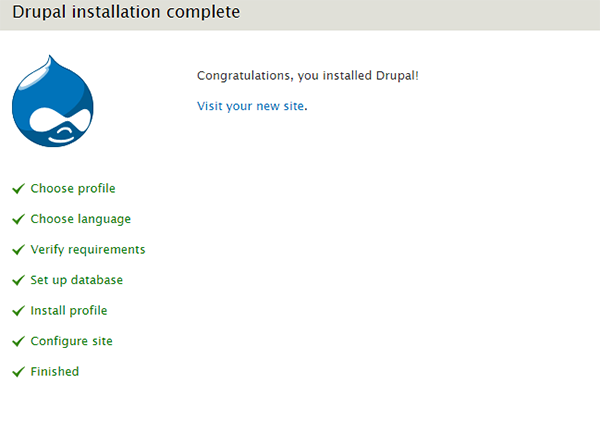 Drupal installation complete
Congratulations, you installed Drupal!
Visit your new site.
Choose profile
Choose language
Verify requirements
Set up database
Install profile
Configure site
Finished